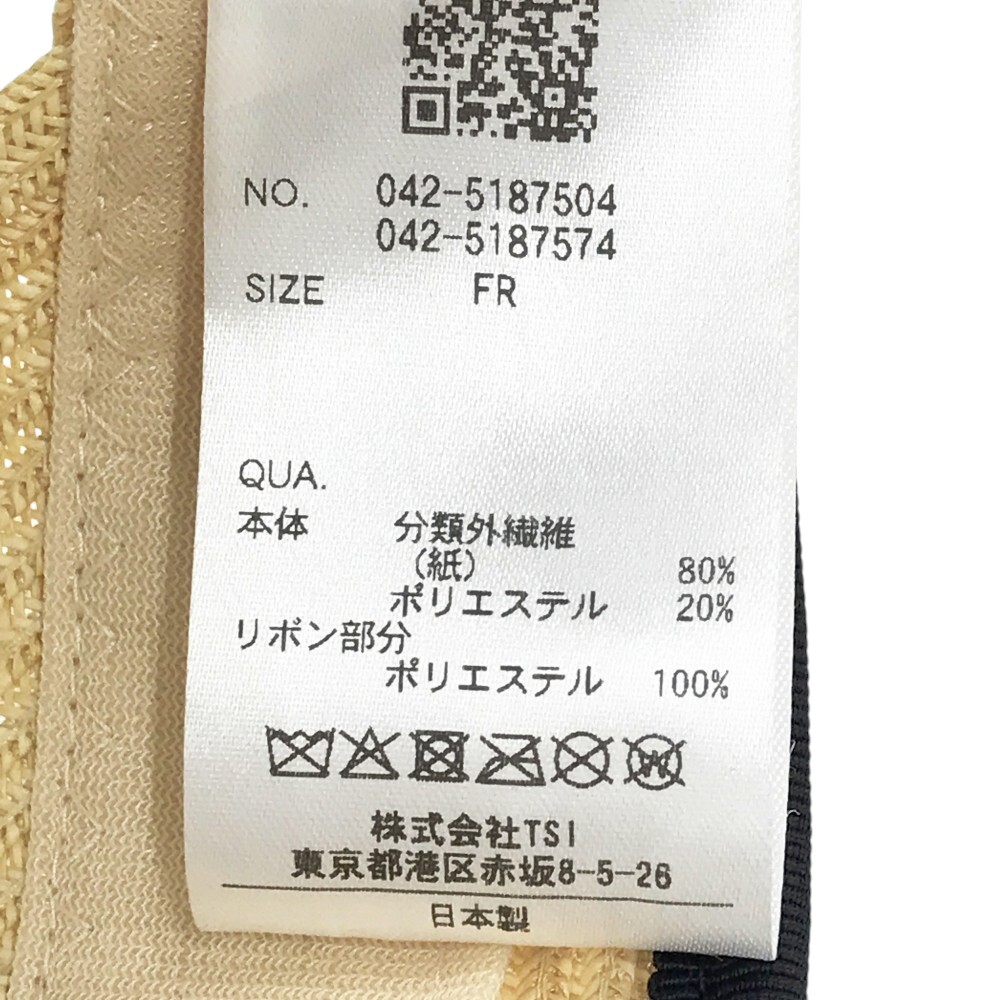 NO. 042-5187504
042-5187574
SIZE FR
QUA.
本体 分類外繊維
(紙) 80%
ポリエステル 20%
リボン部分
ポリエステル 100%
株式会社TSI
東京都港区赤坂8-5-26
日本製